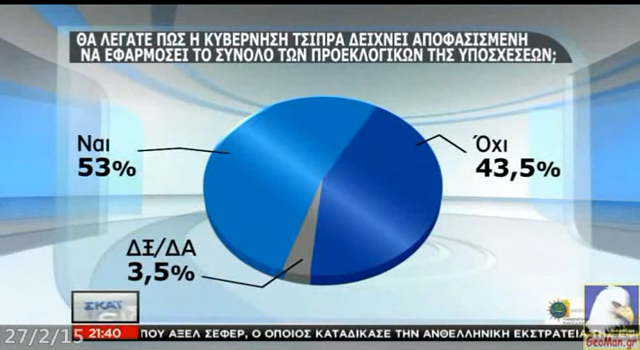 ΘΑ ΛΕΓΑΤΕ ΠΩΣ Η ΚΥΒΕΡΝΗΣΗ ΤΣΙΠΡΑ ΔΕΙΧΝΕΙ ΑΠΟΦΑΣΙΣΜΕΝΗ
ΝΑ ΕΦΑΡΜΟΣΕΙ ΤΟ ΣΥΝΟΛΟ ΤΩΝ ΠΡΟΕΚΛΟΓΙΚΩΝ ΤΗΣ ΥΠΟΣΧΕΣΕΩΝ;
Ναι
53%
Όχι
43,5%
ΔΞ/ΔΑ
3,5%
ΣΚΑΪ
27/2/15
21:40
ΠΟΥ ΑΞΕΛ ΣΕΦΕΡ, Ο ΟΠΟΙΟΣ ΚΑΤΑΔΙΚΑΣΕ ΤΗΝ ΑΝΘΕΛΛΗΝΙΚΗ ΕΚΣΤΡΑΤΕΙΑ
GeoMan.gr